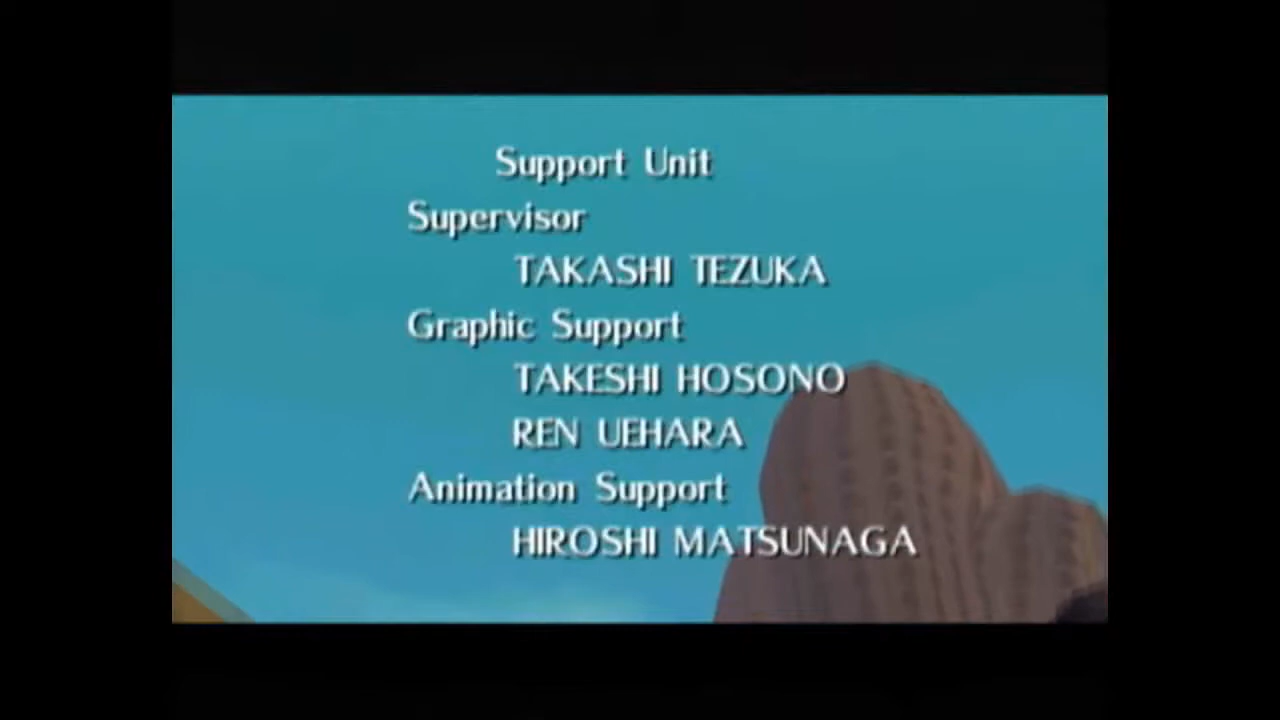 Support Unit
Supervisor
TAKASHI TEZUKA
Graphic Support
TAKESHI HOSONO
REN UEHARA
Animation Support
HIROSHI MATSUNAGA